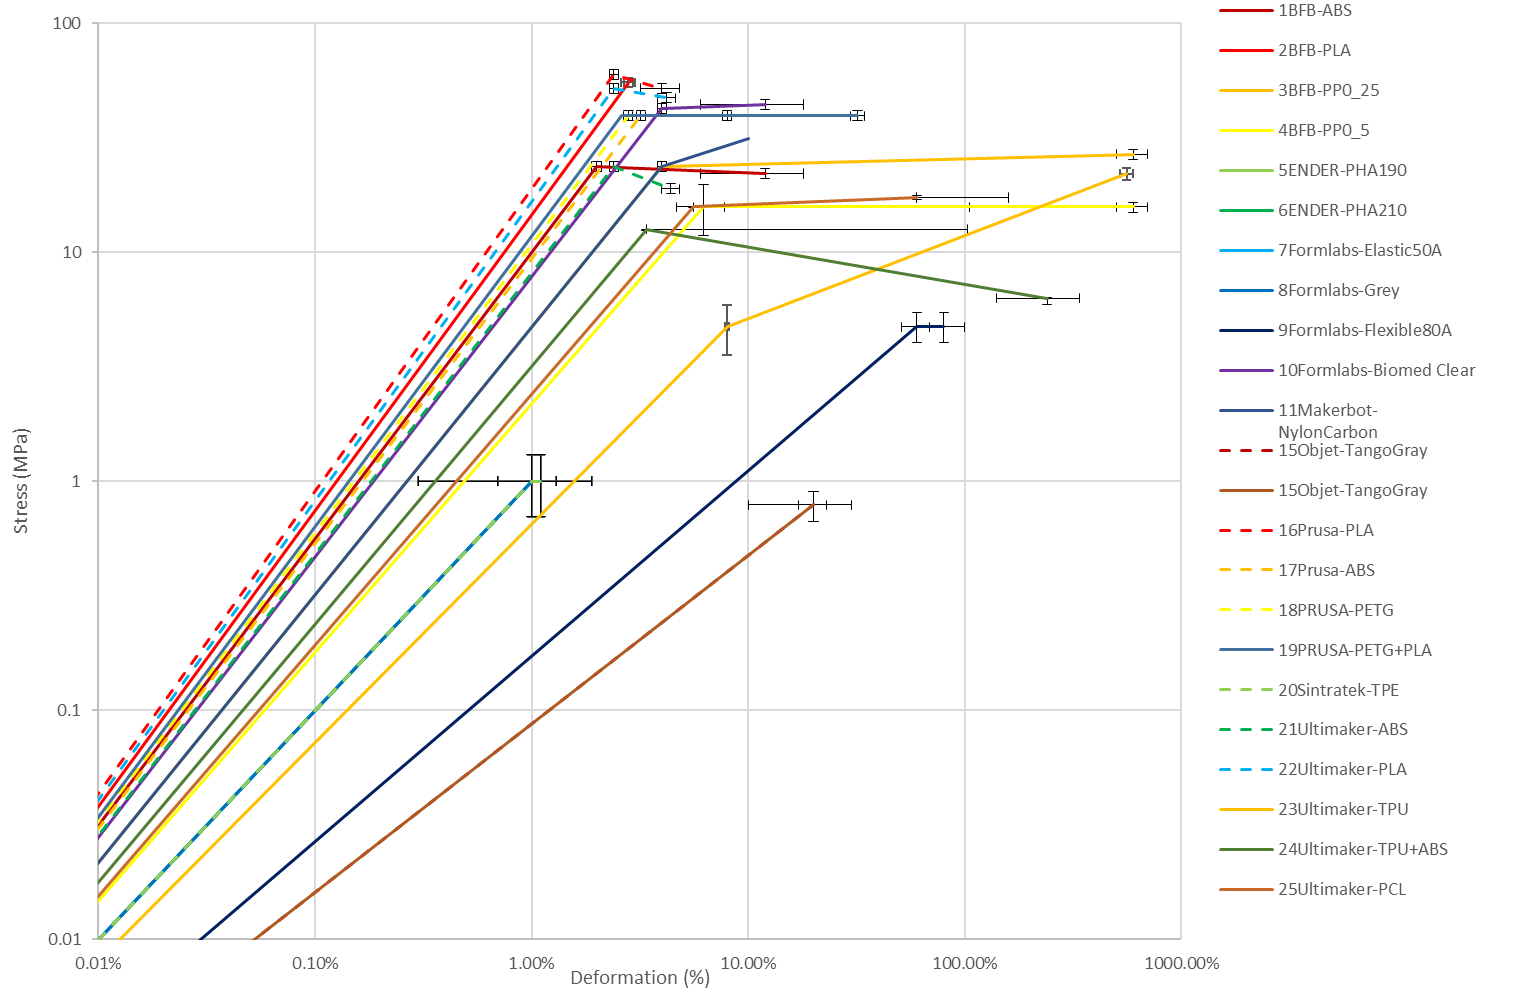 100
10
1
0.1
0.01
Stress (MPa)
0.01%
0.10%
1.00%
10.00%
100.00%
1000.00%
Deformation (%)
1BFB-ABS
2BFB-PLA
3BFB-PP0_25
4BFB-PP0_5
5ENDER-PHA190
6ENDER-PHA210
7Formlabs-Elastic50A
8Formlabs-Grey
9Formlabs-Flexible80A
10Formlabs-Biomed Clear
11Makerbot-
NylonCarbon
15Objet-TangoGray
15Objet-TangoGray
16Prusa-PLA
17Prusa-ABS
18PRUSA-PETG
19PRUSA-PETG+PLA
20Sintratek-TPE
21Ultimaker-ABS
22Ultimaker-PLA
23Ultimaker-TPU
24Ultimaker-TPU+ABS
25Ultimaker-PCL